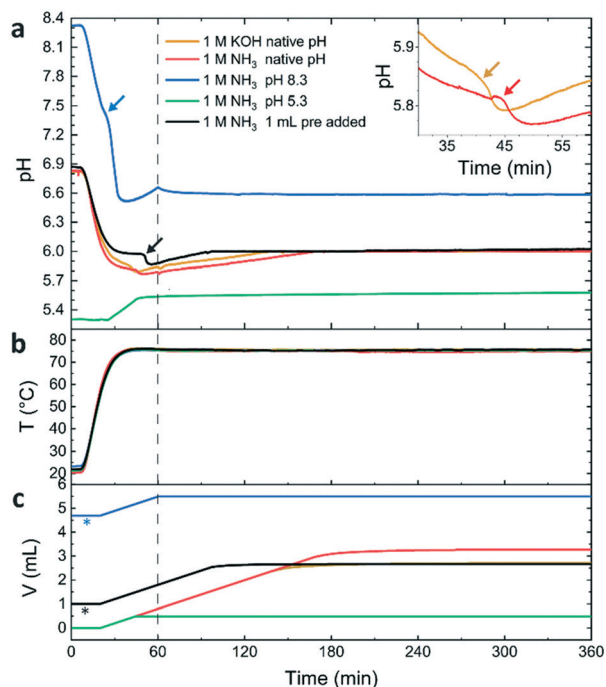 a
8.4
8.1
7.8
7.5
7.2
6.9
6.6
6.3
6.0
5.7
5.4
pH
1 M KOH native pH
1 M NH₃ native pH
1 M NH₃ pH 8.3
1 M NH₃ pH 5.3
1 M NH₃ 1 mL pre added
pH
5.9
5.8
35 45 55
Time (min)
b
80
70
60
50
40
30
20
T (°C)
c
6
5
4
3
2
1
0
V (mL)
*
*
0 60 120 180 240 300 360
Time (min)